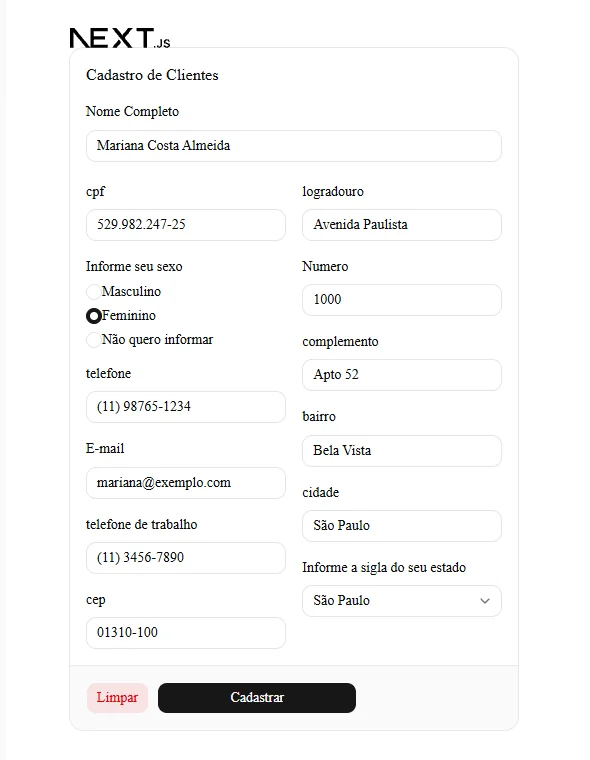 NEXT.JS
Cadastro de Clientes
Nome Completo
Mariana Costa Almeida
cpf
529.982.247-25
Informe seu sexo
Masculino
Feminino
Não quero informar
telefone
(11) 98765-1234
E-mail
mariana@exemplo.com
telefone de trabalho
(11) 3456-7890
cep
01310-100
logradouro
Avenida Paulista
Numero
1000
complemento
Apto 52
bairro
Bela Vista
cidade
São Paulo
Informe a sigla do seu estado
São Paulo
Limpar
Cadastrar